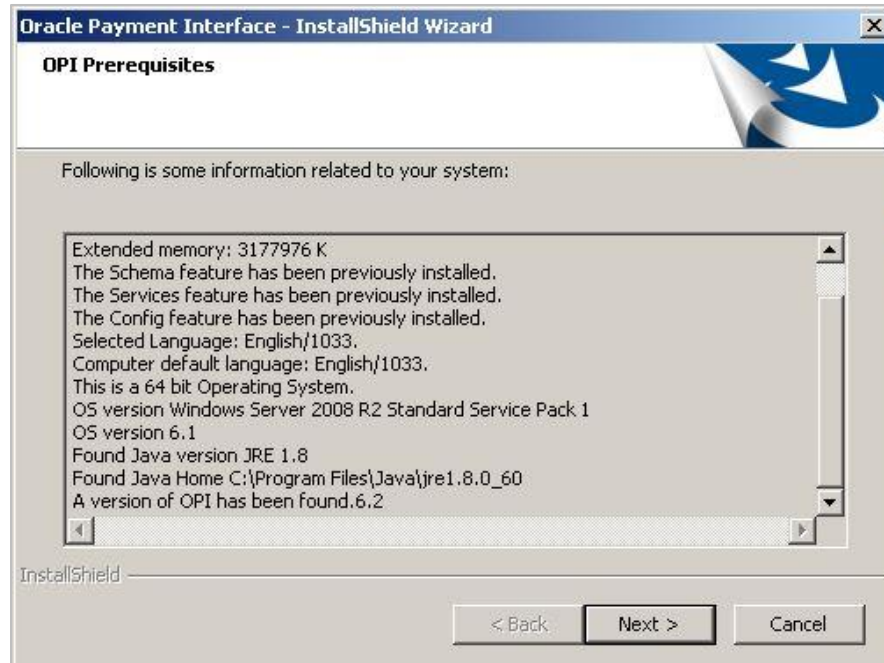 Oracle Payment Interface - InstallShield Wizard
OPI Prerequisites
Following is some information related to your system:
Extended memory: 3177976 K
The Schema feature has been previously installed.
The Services feature has been previously installed.
The Config feature has been previously installed.
Selected Language: English/1033.
Computer default language: English/1033.
This is a 64 bit Operating System.
OS version Windows Server 2008 R2 Standard Service Pack 1
OS version 6.1
Found Java version JRE 1.8
Found Java Home C:\Program Files\Java\jre1.8.0_60
A version of OPI has been found.6.2
InstallShield
< Back
Next >
Cancel